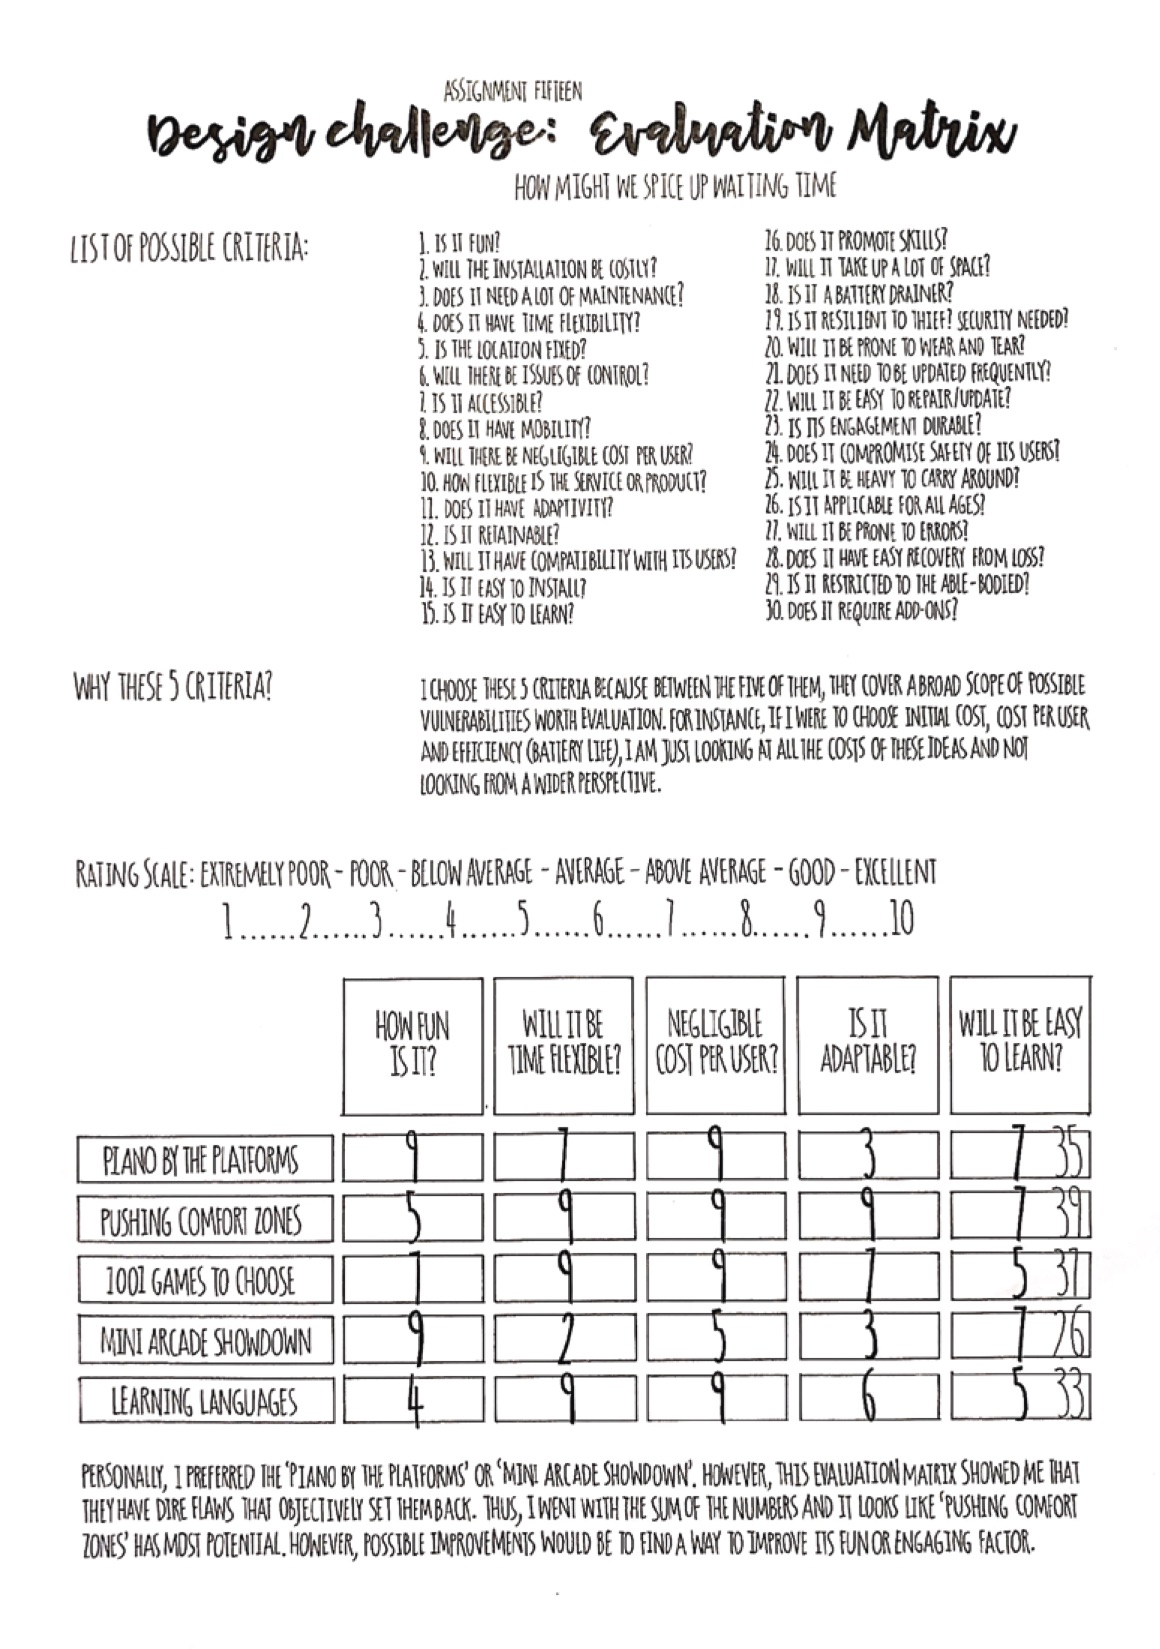 ASSIGNMENT FIFTEEN
Design challenge: Evaluation Matrix
HOW MIGHT WE SPICE UP WAITING TIME
LIST OF POSSIBLE CRITERIA:
1. IS IT FUN?
2. WILL THE INSTALLATION BE COSTLY?
3. DOES IT NEED A LOT OF MAINTENANCE?
4. DOES IT HAVE TIME FLEXIBILITY?
5. IS THE LOCATION FIXED?
6. WILL THERE BE ISSUES OF CONTROL?
7. IS IT ACCESSIBLE?
8. DOES IT HAVE MOBILITY?
9. WILL THERE BE NEGLIGIBLE COST PER USER?
10. HOW FLEXIBLE IS THE SERVICE OR PRODUCT?
11. DOES IT HAVE ADAPTIVITY?
12. IS IT RETAINABLE?
13. WILL IT HAVE COMPATIBILITY WITH ITS USERS?
14. IS IT EASY TO INSTALL?
15. IS IT EASY TO LEARN?
16. DOES IT PROMOTE SKILLS?
17. WILL IT TAKE UP A LOT OF SPACE?
18. IS IT A BATTERY DRAINER?
19. IS IT RESILIENT TO THIEF? SECURITY NEEDED?
20. WILL IT BE PRONE TO WEAR AND TEAR?
21. DOES IT NEED TO BE UPDATED FREQUENTLY?
22. WILL IT BE EASY TO REPAIR/UPDATE?
23. IS ITS ENGAGEMENT DURABLE?
24. DOES IT COMPROMISE SAFETY OF ITS USERS?
25. WILL IT BE HEAVY TO CARRY AROUND?
26. IS IT APPLICABLE FOR ALL AGES?
27. WILL IT BE PRONE TO ERRORS?
28. DOES IT HAVE EASY RECOVERY FROM LOSS?
29. IS IT RESTRICTED TO THE ABLE-BODIED?
30. DOES IT REQUIRE ADD-ONS?
WHY THESE 5 CRITERIA?
I CHOOSE THESE 5 CRITERIA BECAUSE BETWEEN THE FIVE OF THEM, THEY COVER A BROAD SCOPE OF POSSIBLE
VULNERABILITIES WORTH EVALUATION. FOR INSTANCE, IF I WERE TO CHOOSE INITIAL COST, COST PER USER
AND EFFICIENCY (BATTERY LIFE), I AM JUST LOOKING AT ALL THE COSTS OF THESE IDEAS AND NOT
LOOKING FROM A WIDER PERSPECTIVE.
RATING SCALE: EXTREMELY POOR - POOR - BELOW AVERAGE - AVERAGE - ABOVE AVERAGE - GOOD - EXCELLENT
1......2......3......4......5......6......7......8......9......10
HOW FUN IS IT? WILL IT BE TIME FLEXIBLE? NEGLIGIBLE COST PER USER? IS IT ADAPTABLE? WILL IT BE EASY TO LEARN?
PIANO BY THE PLATFORMS 9 7 9 3 7 35
PUSHING COMFORT ZONES 5 9 9 9 7 39
1001 GAMES TO CHOOSE 7 9 9 7 5 37
MINI ARCADE SHOWDOWN 9 2 5 3 7 26
LEARNING LANGUAGES 4 9 9 6 5 33
PERSONALLY, I PREFERRED THE 'PIANO BY THE PLATFORMS' OR 'MINI ARCADE SHOWDOWN'. HOWEVER, THIS EVALUATION MATRIX SHOWED ME THAT
THEY HAVE DIRE FLAWS THAT OBJECTIVELY SET THEM BACK. THUS, I WENT WITH THE SUM OF THE NUMBERS AND IT LOOKS LIKE 'PUSHING COMFORT
ZONES' HAS MOST POTENTIAL. HOWEVER, POSSIBLE IMPROVEMENTS WOULD BE TO FIND A WAY TO IMPROVE ITS FUN OR ENGAGING FACTOR.